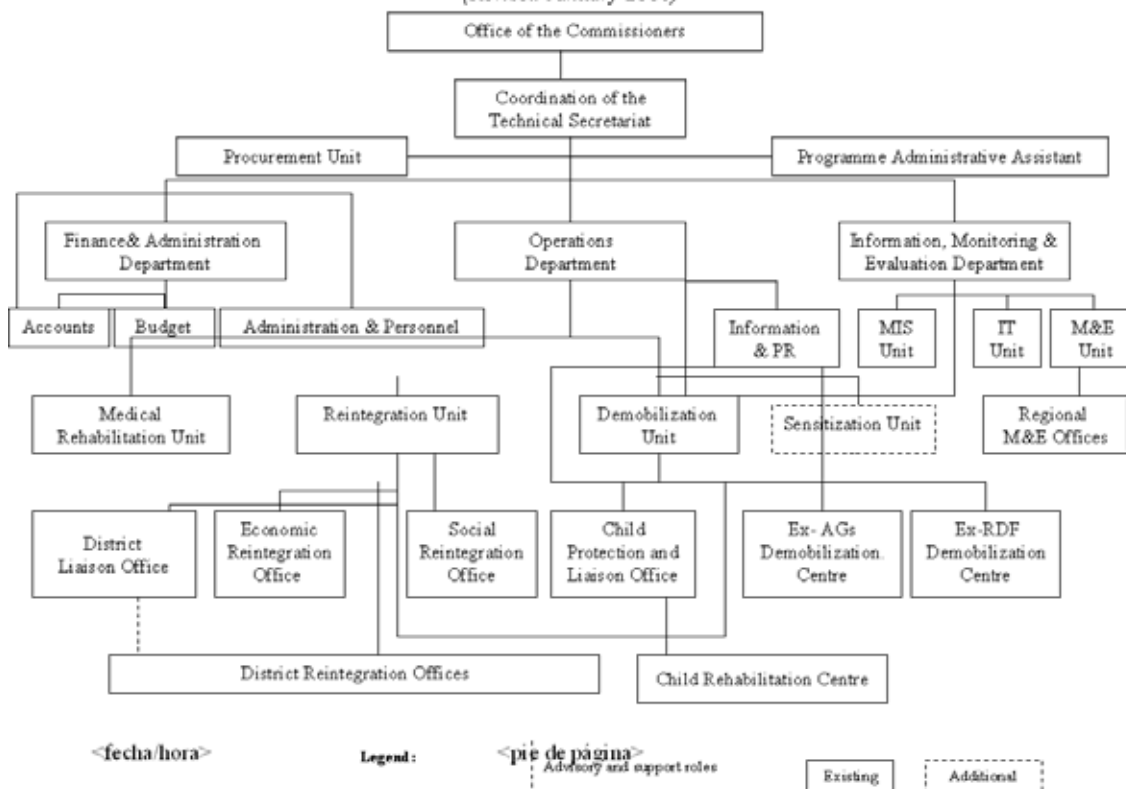 Office of the Commissioners
Coordination of the
Technical Secretariat
Procurement Unit
Programme Administrative Assistant
Finance& Administration
Department
Operations
Department
Information, Monitoring &
Evaluation Department
Accounts
Budget
Administration & Personnel
Information
& PR
MIS
Unit
IT
Unit
M&E
Unit
Medical
Rehabilitation Unit
Reintegration Unit
Demobilization
Unit
Sensitization Unit
Regional
M&E Offices
District
Liaison Office
Economic
Reintegration
Office
Social
Reintegration
Office
Child
Protection and
Liaison Office
Ex- AGs
Demobilization.
Centre
Ex-RDF
Demobilization
Centre
District Reintegration Offices
Child Rehabilitation Centre
<fecha/hora>
Legend :
<pie de página>
Advisory and support roles
Existing
Additional